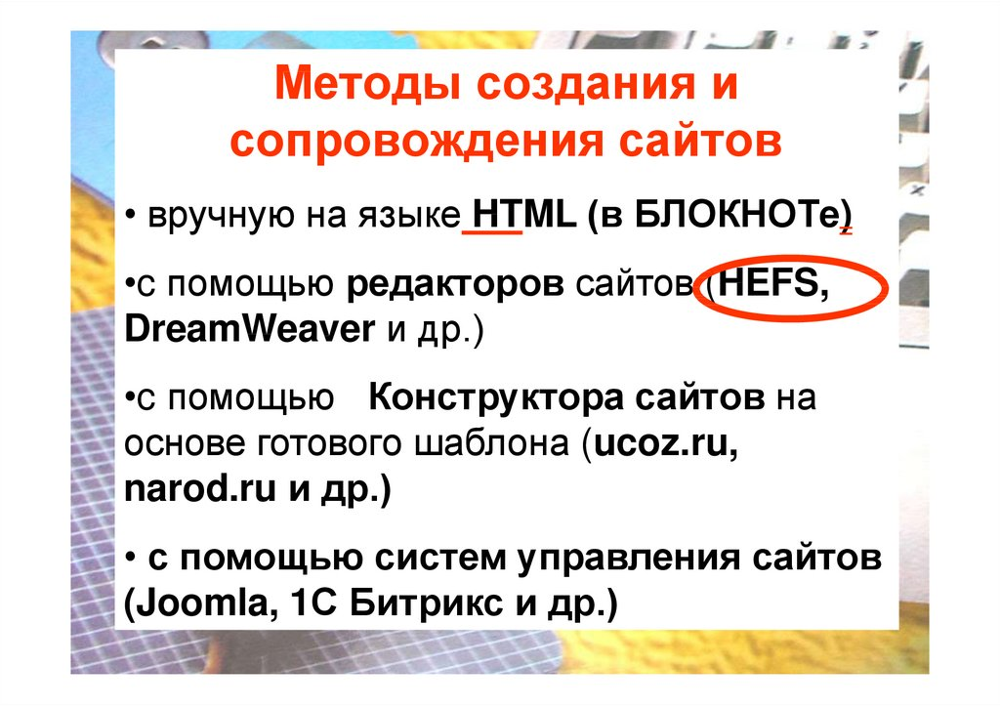 Методы создания и
сопровождения сайтов
• вручную на языке HTML (в БЛОКНОТе)
•с помощью редакторов сайтов (HEFS,
DreamWeaver и др.)
•с помощью Конструктора сайтов на
основе готового шаблона (ucoz.ru,
narod.ru и др.)
• с помощью систем управления сайтов
(Joomla, 1С Битрикс и др.)